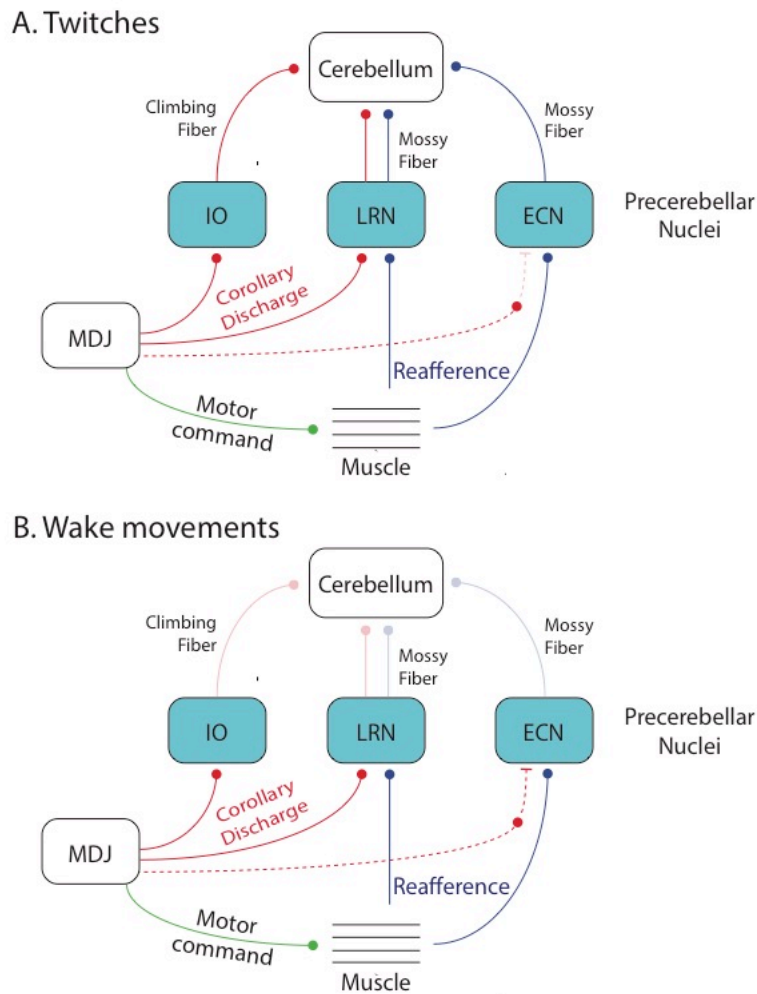 A. Twitches
Cerebellum
Climbing
Fiber
Mossy
Fiber
Mossy
Fiber
IO
LRN
ECN
Precerebellar
Nuclei
Corollary
Discharge
MDJ
Reafference
Motor
command
Muscle
B. Wake movements
Cerebellum
Climbing
Fiber
Mossy
Fiber
Mossy
Fiber
IO
LRN
ECN
Precerebellar
Nuclei
Corollary
Discharge
MDJ
Reafference
Motor
command
Muscle